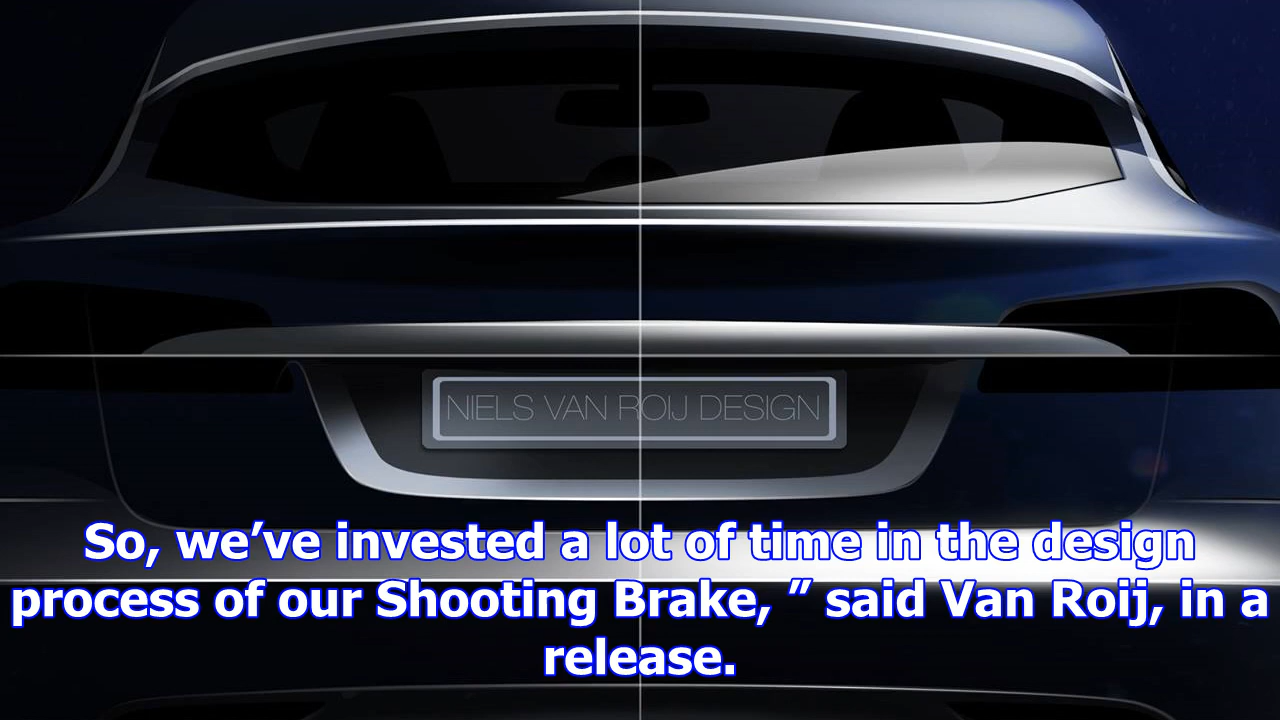 NIELS VAN ROIJ DESIGN
So, we’ve invested a lot of time in the design
process of our Shooting Brake, ” said Van Roij, in a
release.